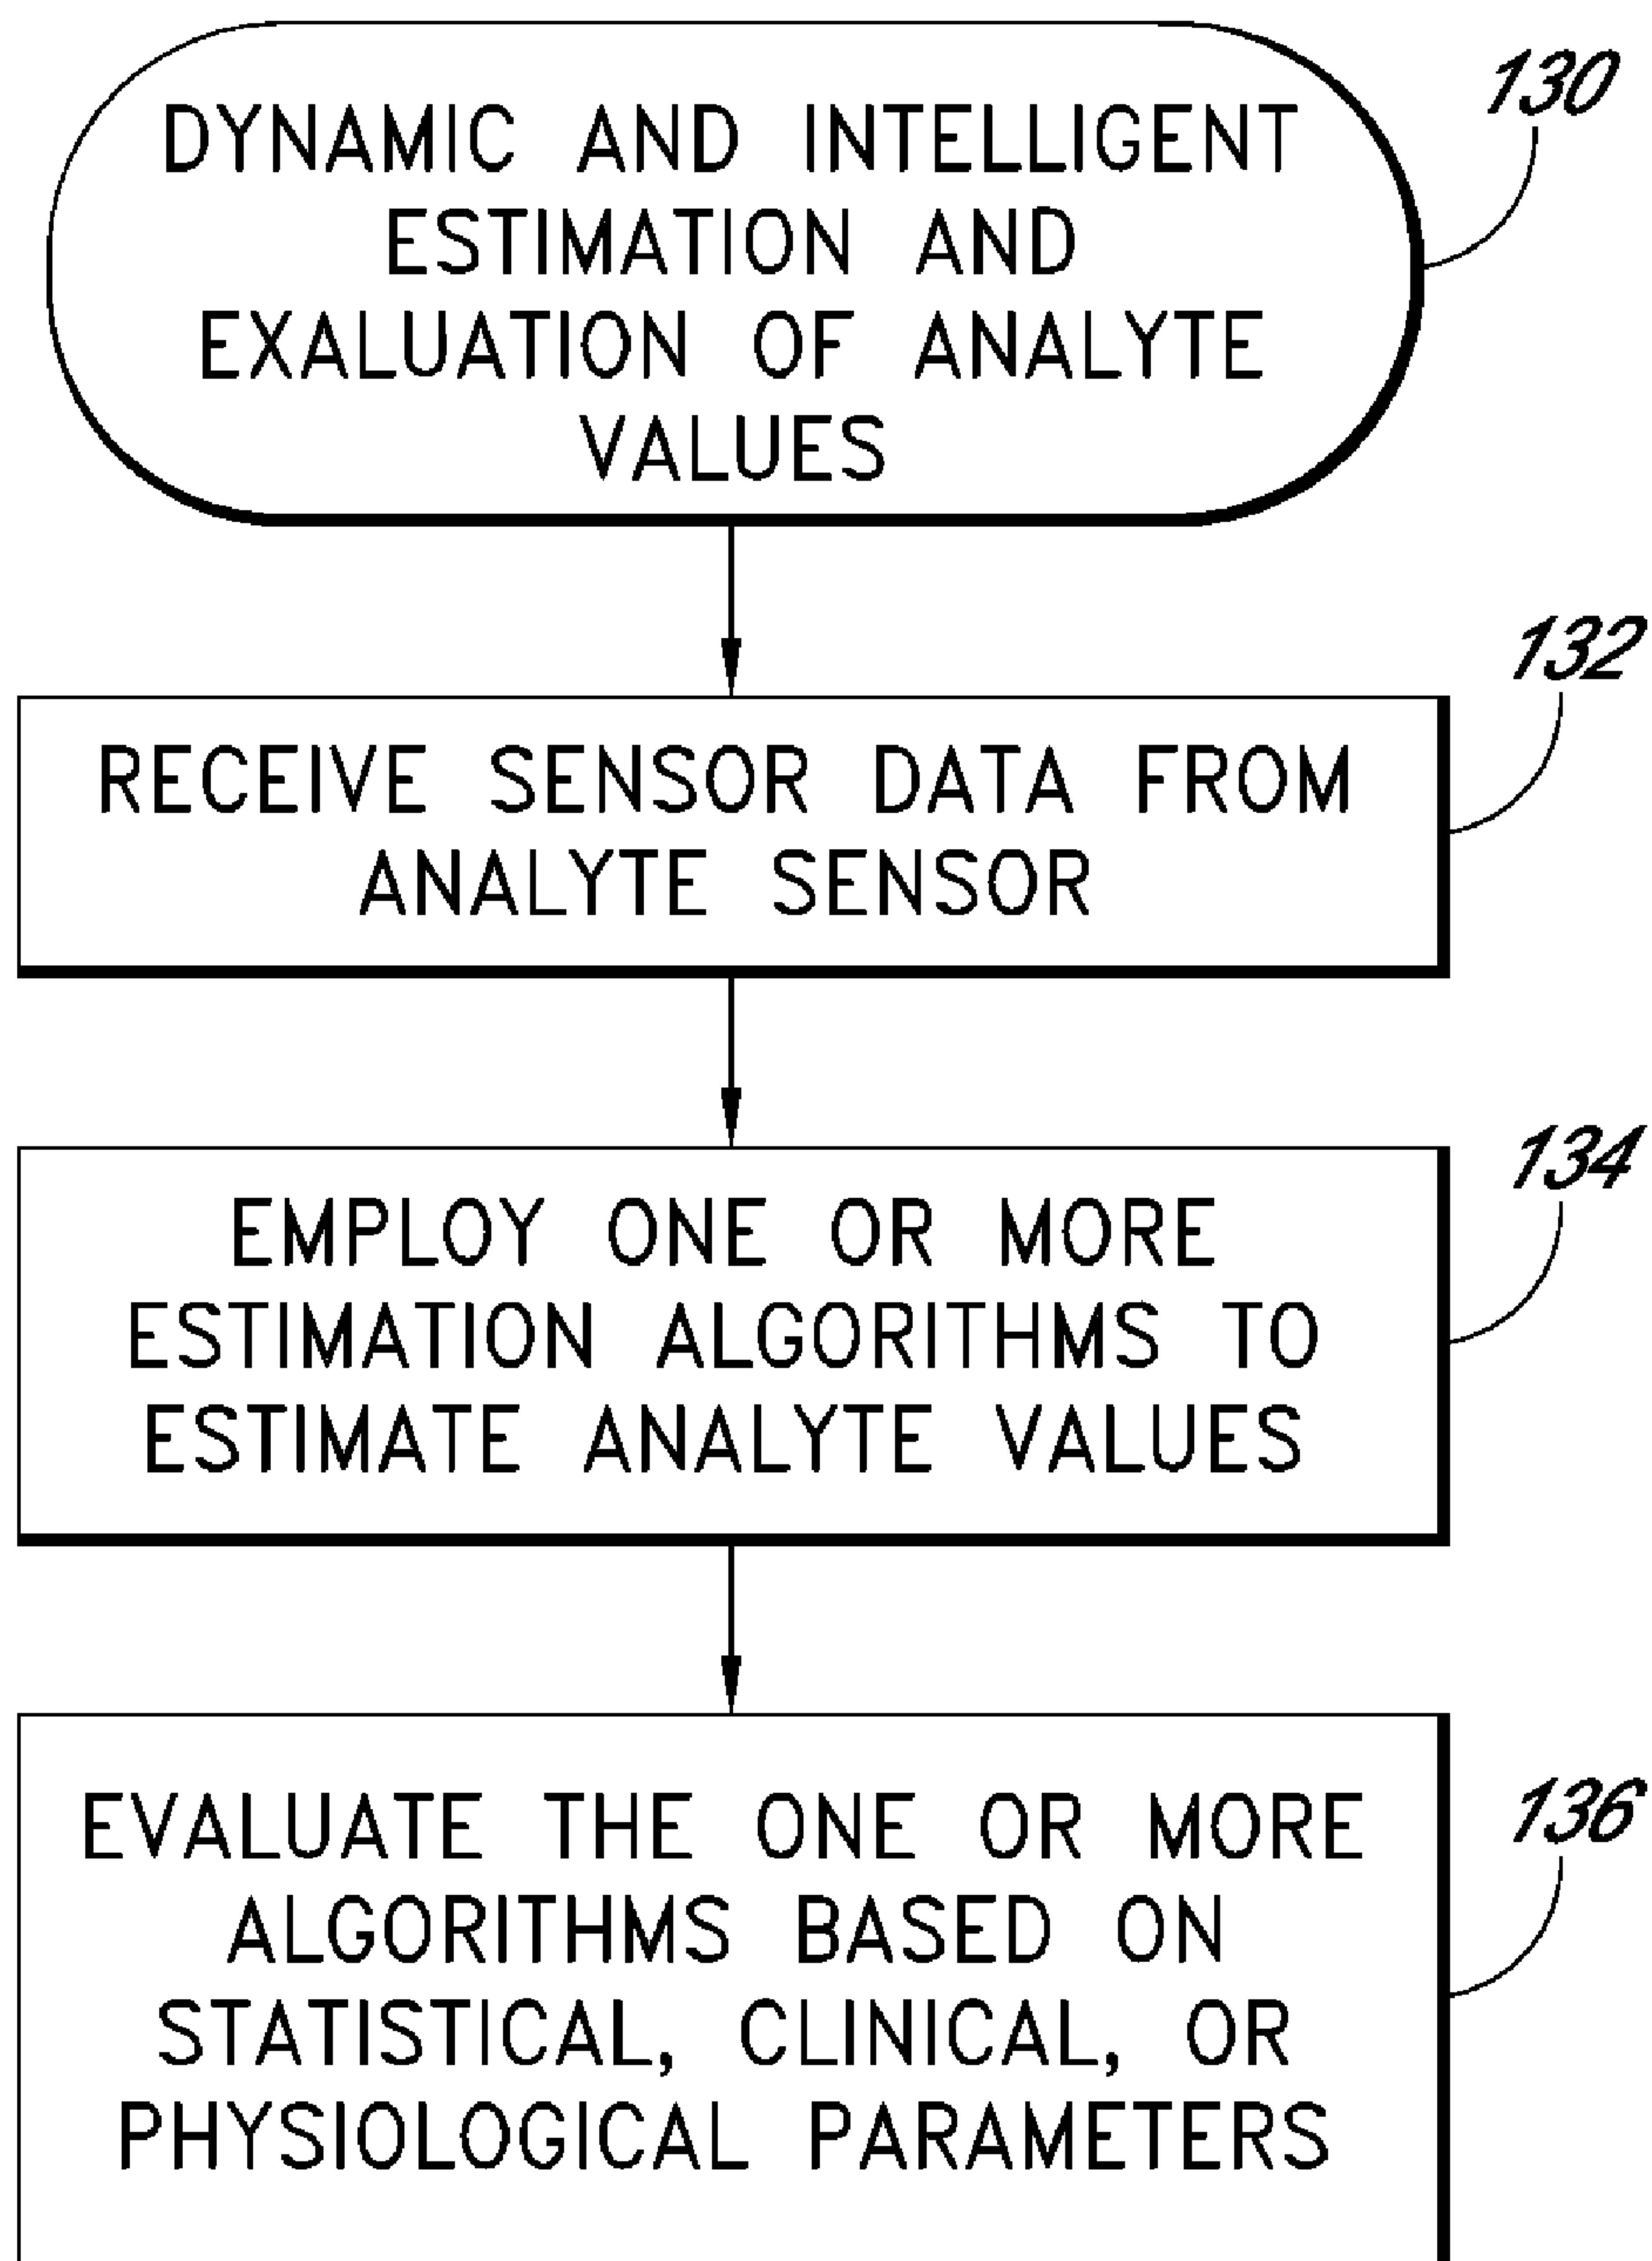 130
DYNAMIC AND INTELLIGENT
ESTIMATION AND
EXALUATION OF ANALYTE
VALUES
132
RECEIVE SENSOR DATA FROM
ANALYTE SENSOR
134
EMPLOY ONE OR MORE
ESTIMATION ALGORITHMS TO
ESTIMATE ANALYTE VALUES
136
EVALUATE THE ONE OR MORE
ALGORITHMS BASED ON
STATISTICAL, CLINICAL, OR
PHYSIOLOGICAL PARAMETERS